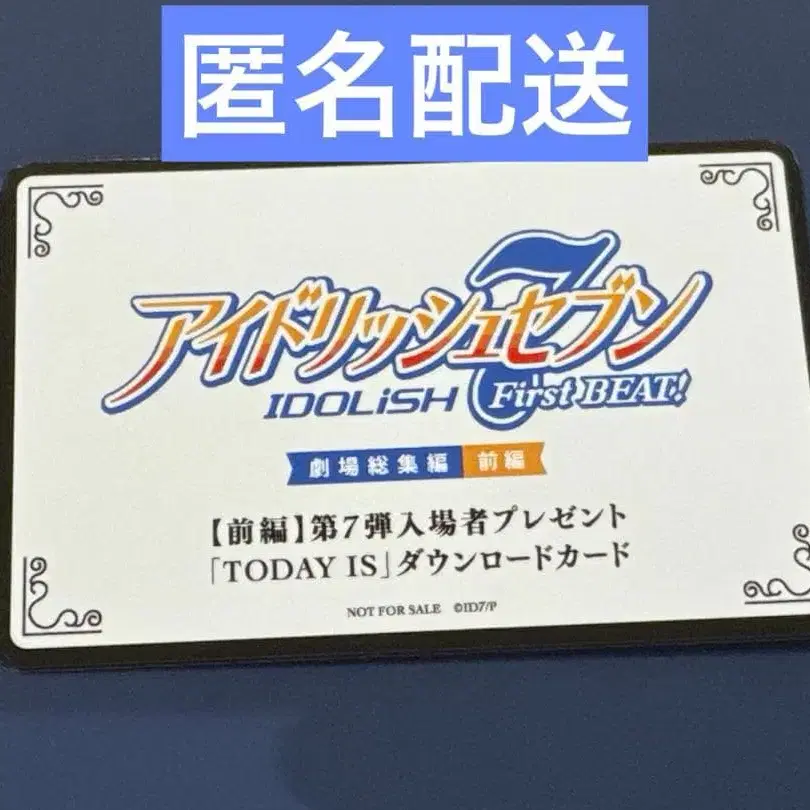 匿名配送
アイドリッシュセブン
IDOLiSH 7 First BEAT!
劇場総集編 前編
【前編】第7弾入場者プレゼント
「TODAY IS」ダウンロードカード
NOT FOR SALE ©ID7/P